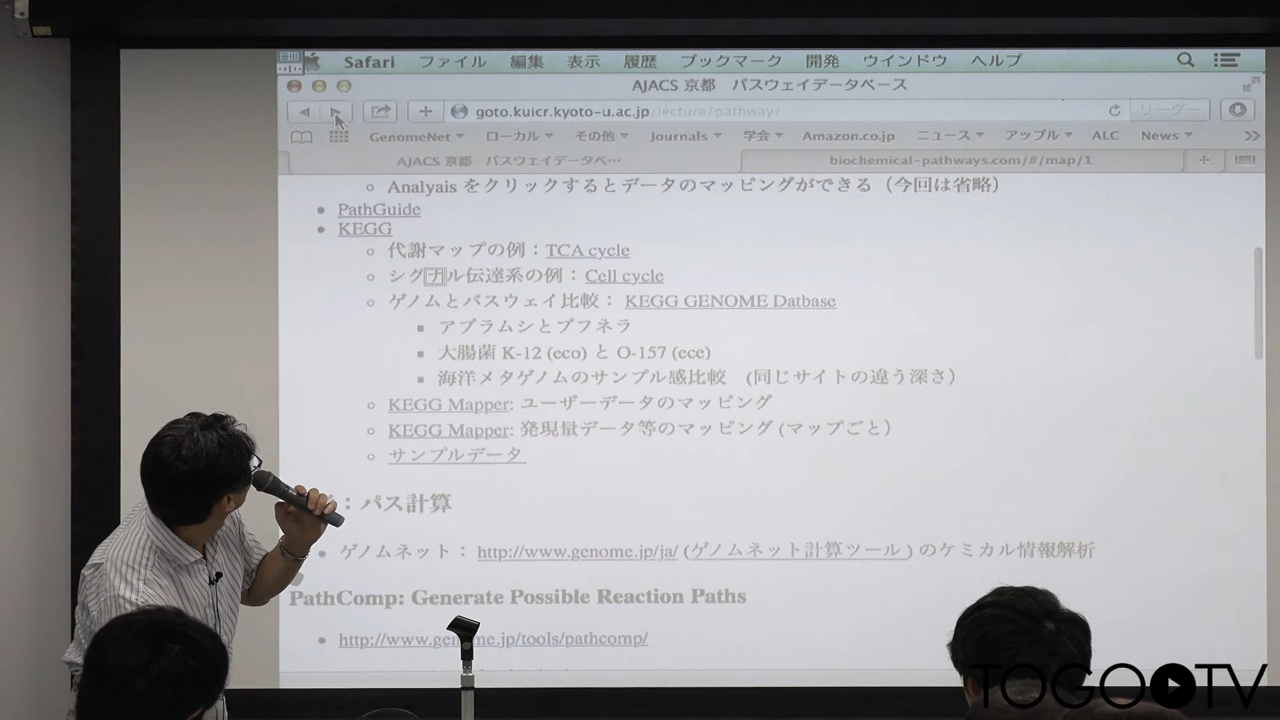 Safari ファイル 編集 表示 履歴 ブックマーク 開発 ウインドウ ヘルプ
AJACS 京都 パスウェイデータベース
goto.kuicr.kyoto-u.ac.jp/lecture/pathway/ リーダー
GenomeNet ローカル その他 Journals 学会 Amazon.co.jp ニュース アップル ALC News
AJACS 京都 パスウェイデータベ… biochemical-pathways.com/#/map/1
Analyais をクリックするとデータのマッピングができる（今回は省略）
PathGuide
KEGG
代謝マップの例：TCA cycle
シグナル伝達系の例：Cell cycle
ゲノムとパスウェイ比較： KEGG GENOME Datbase
アブラムシとブフネラ
大腸菌 K-12 (eco) と O-157 (ece)
海洋メタゲノムのサンプル感比較 (同じサイトの違う深さ）
KEGG Mapper: ユーザーデータのマッピング
KEGG Mapper: 発現量データ等のマッピング (マップごと）
サンプルデータ
：パス計算
ゲノムネット： http://www.genome.jp/ja/ (ゲノムネット計算ツール ) のケミカル情報解析
PathComp: Generate Possible Reaction Paths
http://www.genome.jp/tools/pathcomp/
TOGOTV